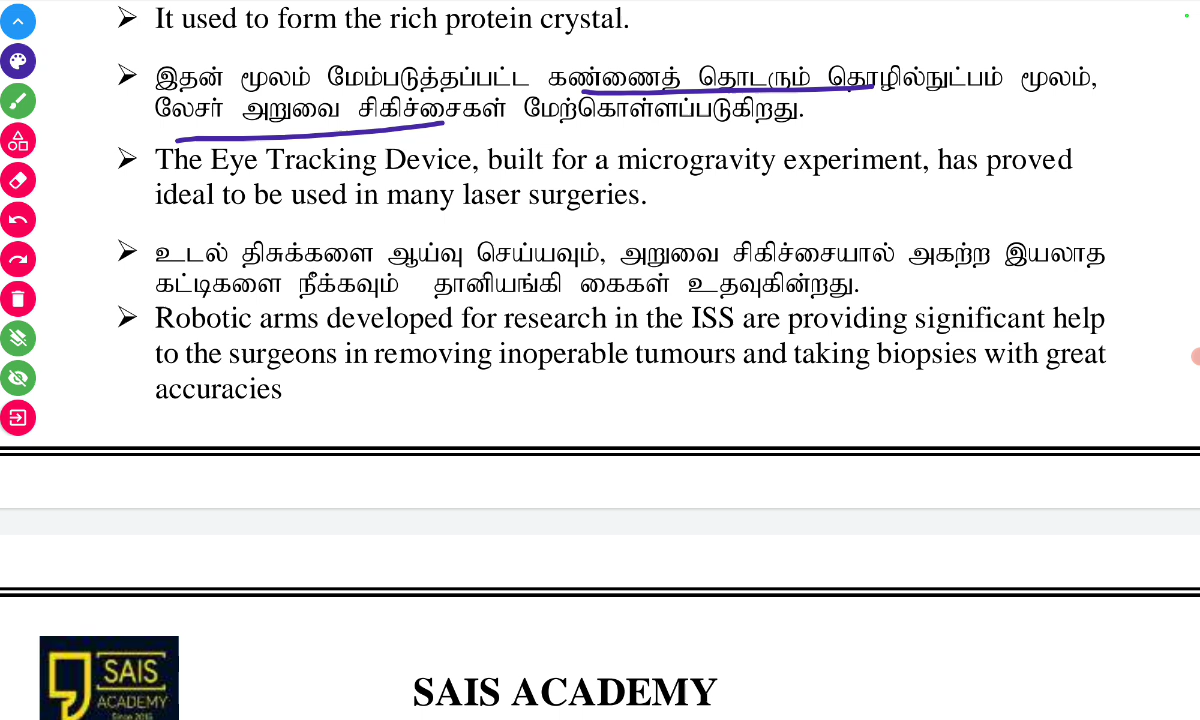 ➢ It used to form the rich protein crystal.
➢ இதன் மூலம் மேம்படுத்தப்பட்ட கண்ணைத் தொடரும் தொழில்நுட்பம் மூலம்,
லேசர் அறுவை சிகிச்சைகள் மேற்கொள்ளப்படுகிறது.
➢ The Eye Tracking Device, built for a microgravity experiment, has proved
ideal to be used in many laser surgeries.
➢ உடல் திசுக்களை ஆய்வு செய்யவும், அறுவை சிகிச்சையால் அகற்ற இயலாத
கட்டிகளை நீக்கவும் தானியங்கி கைகள் உதவுகின்றது.
➢ Robotic arms developed for research in the ISS are providing significant help
to the surgeons in removing inoperable tumours and taking biopsies with great
accuracies
SAIS
ACADEMY
Since 2015
SAIS ACADEMY